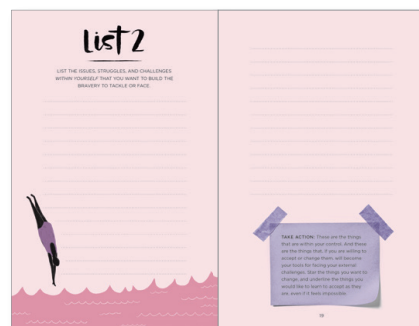 List 2
LIST THE ISSUES, STRUGGLES, AND CHALLENGES
WITHIN YOURSELF THAT YOU WANT TO BUILD THE
BRAVERY TO TACKLE OR FACE.
TAKE ACTION: These are the things
that are within your control. And these
are the things that, if you are willing to
accept or change them, will become
your tools for facing your external
challenges. Star the things you want to
change, and underline the things you
would like to learn to accept as they
are, even if it feels impossible.